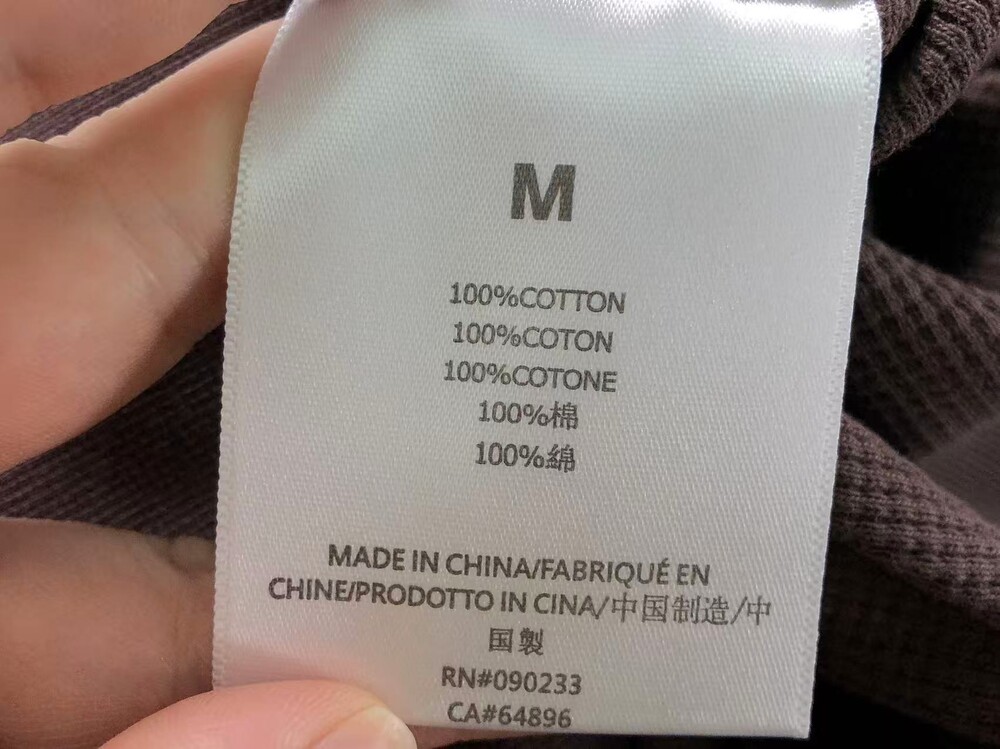 M
100%COTTON
100%COTON
100%COTONE
100%棉
100%綿
MADE IN CHINA/FABRIQUÉ EN
CHINE/PRODOTTO IN CINA/中国制造/中
国製
RN#090233
CA#64896